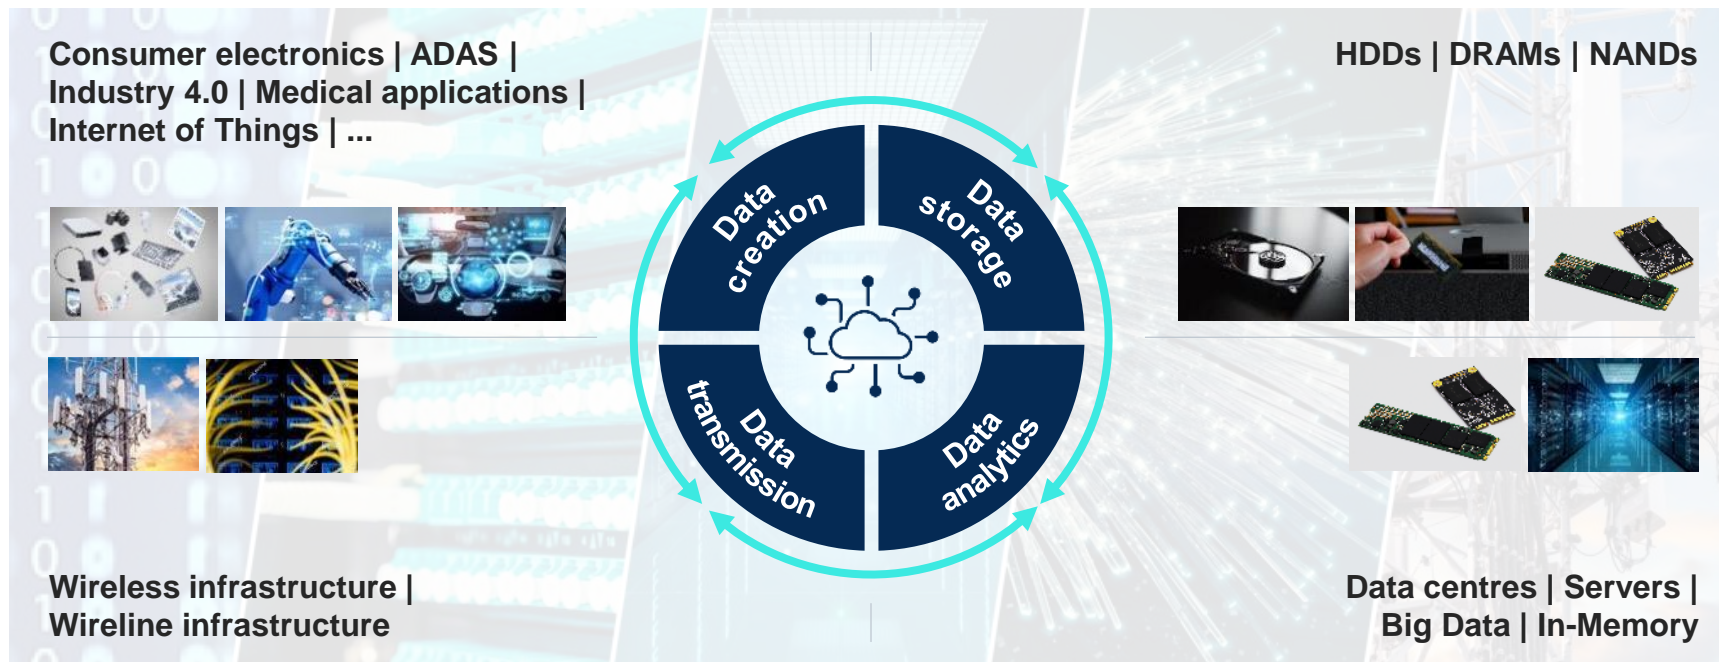 Consumer electronics | ADAS |
Industry 4.0 | Medical applications |
Internet of Things | ...
HDDs | DRAMs | NANDs
Data
creation
Data
storage
Data
transmission
Data
analytics
Wireless infrastructure |
Wireline infrastructure
Data centres | Servers |
Big Data | In-Memory